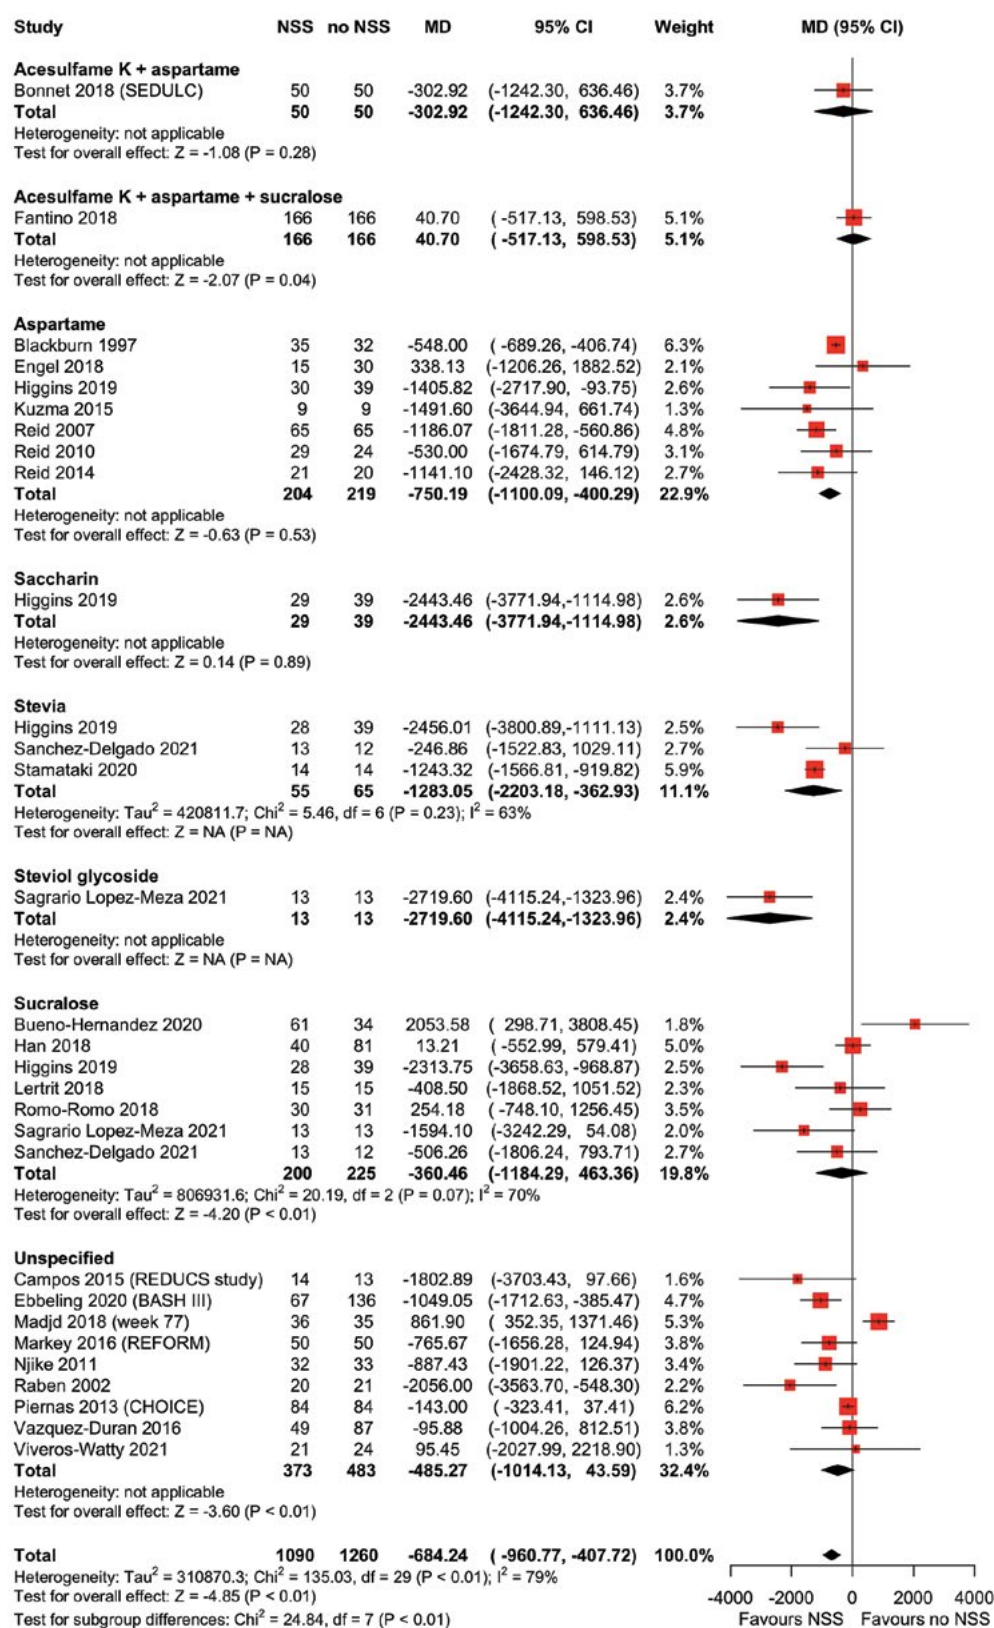 Study NSS no NSS MD 95% CI Weight MD (95% CI)
Acesulfame K + aspartame
Bonnet 2018 (SEDULC) 50 50 -302.92 (-1242.30, 636.46) 3.7%
Total 50 50 -302.92 (-1242.30, 636.46) 3.7%
Heterogeneity: not applicable
Test for overall effect: Z = -1.08 (P = 0.28)
Acesulfame K + aspartame + sucralose
Fantino 2018 166 166 40.70 ( -517.13, 598.53) 5.1%
Total 166 166 40.70 ( -517.13, 598.53) 5.1%
Heterogeneity: not applicable
Test for overall effect: Z = -2.07 (P = 0.04)
Aspartame
Blackburn 1997 35 32 -548.00 ( -689.26, -406.74) 6.3%
Engel 2018 15 30 338.13 (-1206.26, 1882.52) 2.1%
Higgins 2019 30 39 -1405.82 (-2717.90, -93.75) 2.6%
Kuzma 2015 9 9 -1491.60 (-3644.94, 661.74) 1.3%
Reid 2007 65 65 -1186.07 (-1811.28, -560.86) 4.8%
Reid 2010 29 24 -530.00 (-1674.79, 614.79) 3.1%
Reid 2014 21 20 -1141.10 (-2428.32, 146.12) 2.7%
Total 204 219 -750.19 (-1100.09, -400.29) 22.9%
Heterogeneity: not applicable
Test for overall effect: Z = -0.63 (P = 0.53)
Saccharin
Higgins 2019 29 39 -2443.46 (-3771.94,-1114.98) 2.6%
Total 29 39 -2443.46 (-3771.94,-1114.98) 2.6%
Heterogeneity: not applicable
Test for overall effect: Z = 0.14 (P = 0.89)
Stevia
Higgins 2019 28 39 -2456.01 (-3800.89,-1111.13) 2.5%
Sanchez-Delgado 2021 13 12 -246.86 (-1522.83, 1029.11) 2.7%
Stamataki 2020 14 14 -1243.32 (-1566.81, -919.82) 5.9%
Total 55 65 -1283.05 (-2203.18, -362.93) 11.1%
Heterogeneity: Tau² = 420811.7; Chi² = 5.46, df = 6 (P = 0.23); I² = 63%
Test for overall effect: Z = NA (P = NA)
Steviol glycoside
Sagrario Lopez-Meza 2021 13 13 -2719.60 (-4115.24,-1323.96) 2.4%
Total 13 13 -2719.60 (-4115.24,-1323.96) 2.4%
Heterogeneity: not applicable
Test for overall effect: Z = NA (P = NA)
Sucralose
Bueno-Hernandez 2020 61 34 2053.58 ( 298.71, 3808.45) 1.8%
Han 2018 40 81 13.21 ( -552.99, 579.41) 5.0%
Higgins 2019 28 39 -2313.75 (-3658.63, -968.87) 2.5%
Lertrit 2018 15 15 -408.50 (-1868.52, 1051.52) 2.3%
Romo-Romo 2018 30 31 254.18 ( -748.10, 1256.45) 3.5%
Sagrario Lopez-Meza 2021 13 13 -1594.10 (-3242.29, 54.08) 2.0%
Sanchez-Delgado 2021 13 12 -506.26 (-1806.24, 793.71) 2.7%
Total 200 225 -360.46 (-1184.29, 463.36) 19.8%
Heterogeneity: Tau² = 806931.6; Chi² = 20.19, df = 2 (P = 0.07); I² = 70%
Test for overall effect: Z = -4.20 (P < 0.01)
Unspecified
Campos 2015 (REDUCS study) 14 13 -1802.89 (-3703.43, 97.66) 1.6%
Ebbeling 2020 (BASH III) 67 136 -1049.05 (-1712.63, -385.47) 4.7%
Madjd 2018 (week 77) 36 35 861.90 ( 352.35, 1371.46) 5.3%
Markey 2016 (REFORM) 50 50 -765.67 (-1656.28, 124.94) 3.8%
Njike 2011 32 33 -887.43 (-1901.22, 126.37) 3.4%
Raben 2002 20 21 -2056.00 (-3563.70, -548.30) 2.2%
Piernas 2013 (CHOICE) 84 84 -143.00 ( -323.41, 37.41) 6.2%
Vazquez-Duran 2016 49 87 -95.88 (-1004.26, 812.51) 3.8%
Viveros-Watty 2021 21 24 95.45 (-2027.99, 2218.90) 1.3%
Total 373 483 -485.27 (-1014.13, 43.59) 32.4%
Heterogeneity: not applicable
Test for overall effect: Z = -3.60 (P < 0.01)
Total 1090 1260 -684.24 ( -960.77, -407.72) 100.0%
Heterogeneity: Tau² = 310870.3; Chi² = 135.03, df = 29 (P < 0.01); I² = 79%
Test for overall effect: Z = -4.85 (P < 0.01)
Test for subgroup differences: Chi² = 24.84, df = 7 (P < 0.01)
-4000 -2000 0 2000 4000
Favours NSS Favours no NSS